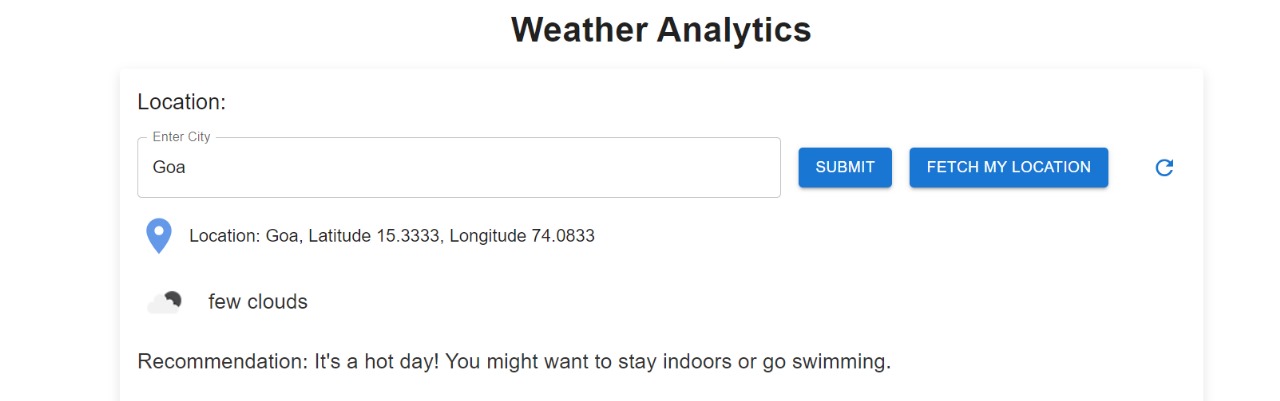 Weather Analytics
Location:
Enter City
Goa
SUBMIT
FETCH MY LOCATION
Location: Goa, Latitude 15.3333, Longitude 74.0833
few clouds
Recommendation: It's a hot day! You might want to stay indoors or go swimming.